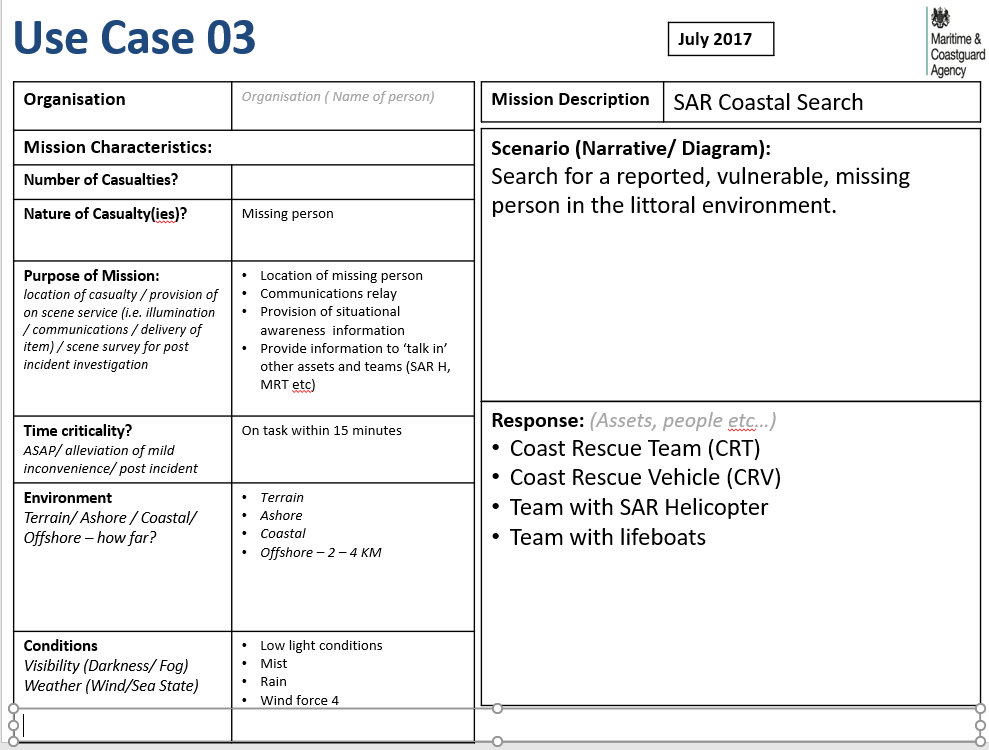 Use Case 03
July 2017
Maritime &
Coastguard
Agency
Organisation
Organisation ( Name of person)
Mission Characteristics:
Number of Casualties?
Nature of Casualty(ies)?
Missing person
Purpose of Mission:
location of casualty / provision of
on scene service (i.e. illumination
/ communications / delivery of
item) / scene survey for post
incident investigation
• Location of missing person
• Communications relay
• Provision of situational
awareness information
• Provide information to ‘talk in’
other assets and teams (SAR H,
MRT etc)
Time criticality?
ASAP/ alleviation of mild
inconvenience/ post incident
On task within 15 minutes
Environment
Terrain/ Ashore / Coastal/
Offshore – how far?
• Terrain
• Ashore
• Coastal
• Offshore – 2 – 4 KM
Conditions
Visibility (Darkness/ Fog)
Weather (Wind/Sea State)
• Low light conditions
• Mist
• Rain
• Wind force 4
Mission Description
SAR Coastal Search
Scenario (Narrative/ Diagram):
Search for a reported, vulnerable, missing
person in the littoral environment.
Response: (Assets, people etc...)
• Coast Rescue Team (CRT)
• Coast Rescue Vehicle (CRV)
• Team with SAR Helicopter
• Team with lifeboats